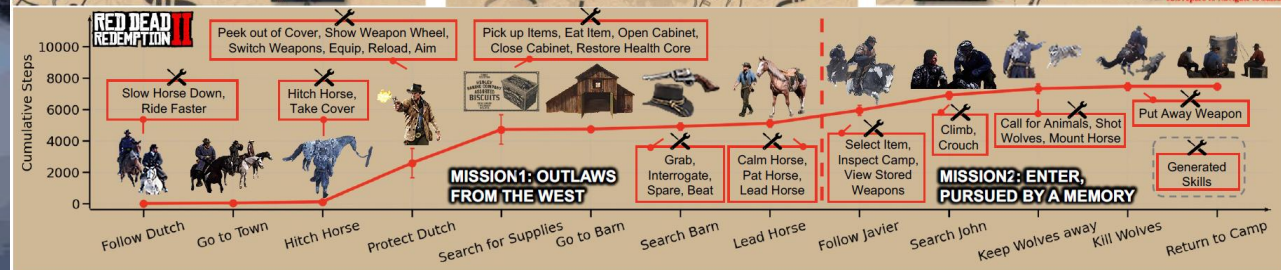 RED DEAD
REDEMPTION II
Peek out of Cover, Show Weapon Wheel,
Switch Weapons, Equip, Reload, Aim
Pick up Items, Eat Item, Open Cabinet,
Close Cabinet, Restore Health Core
Cumulative Steps
10000
8000
6000
4000
2000
0
Slow Horse Down,
Ride Faster
Hitch Horse,
Take Cover
ASSORTED
BISCUITS
MISSION1: OUTLAWS
FROM THE WEST
Grab,
Interrogate,
Spare, Beat
Calm Horse,
Pat Horse,
Lead Horse
Select Item,
Inspect Camp,
View Stored
Weapons
Climb,
Crouch
Call for Animals, Shot
Wolves, Mount Horse
Put Away Weapon
MISSION2: ENTER,
PURSUED BY A MEMORY
Generated
Skills
Follow Dutch
Go to Town
Hitch Horse
Protect Dutch
Search for Supplies
Go to Barn
Search Barn
Lead Horse
Follow Javier
Search John
Keep Wolves away
Kill Wolves
Return to Camp